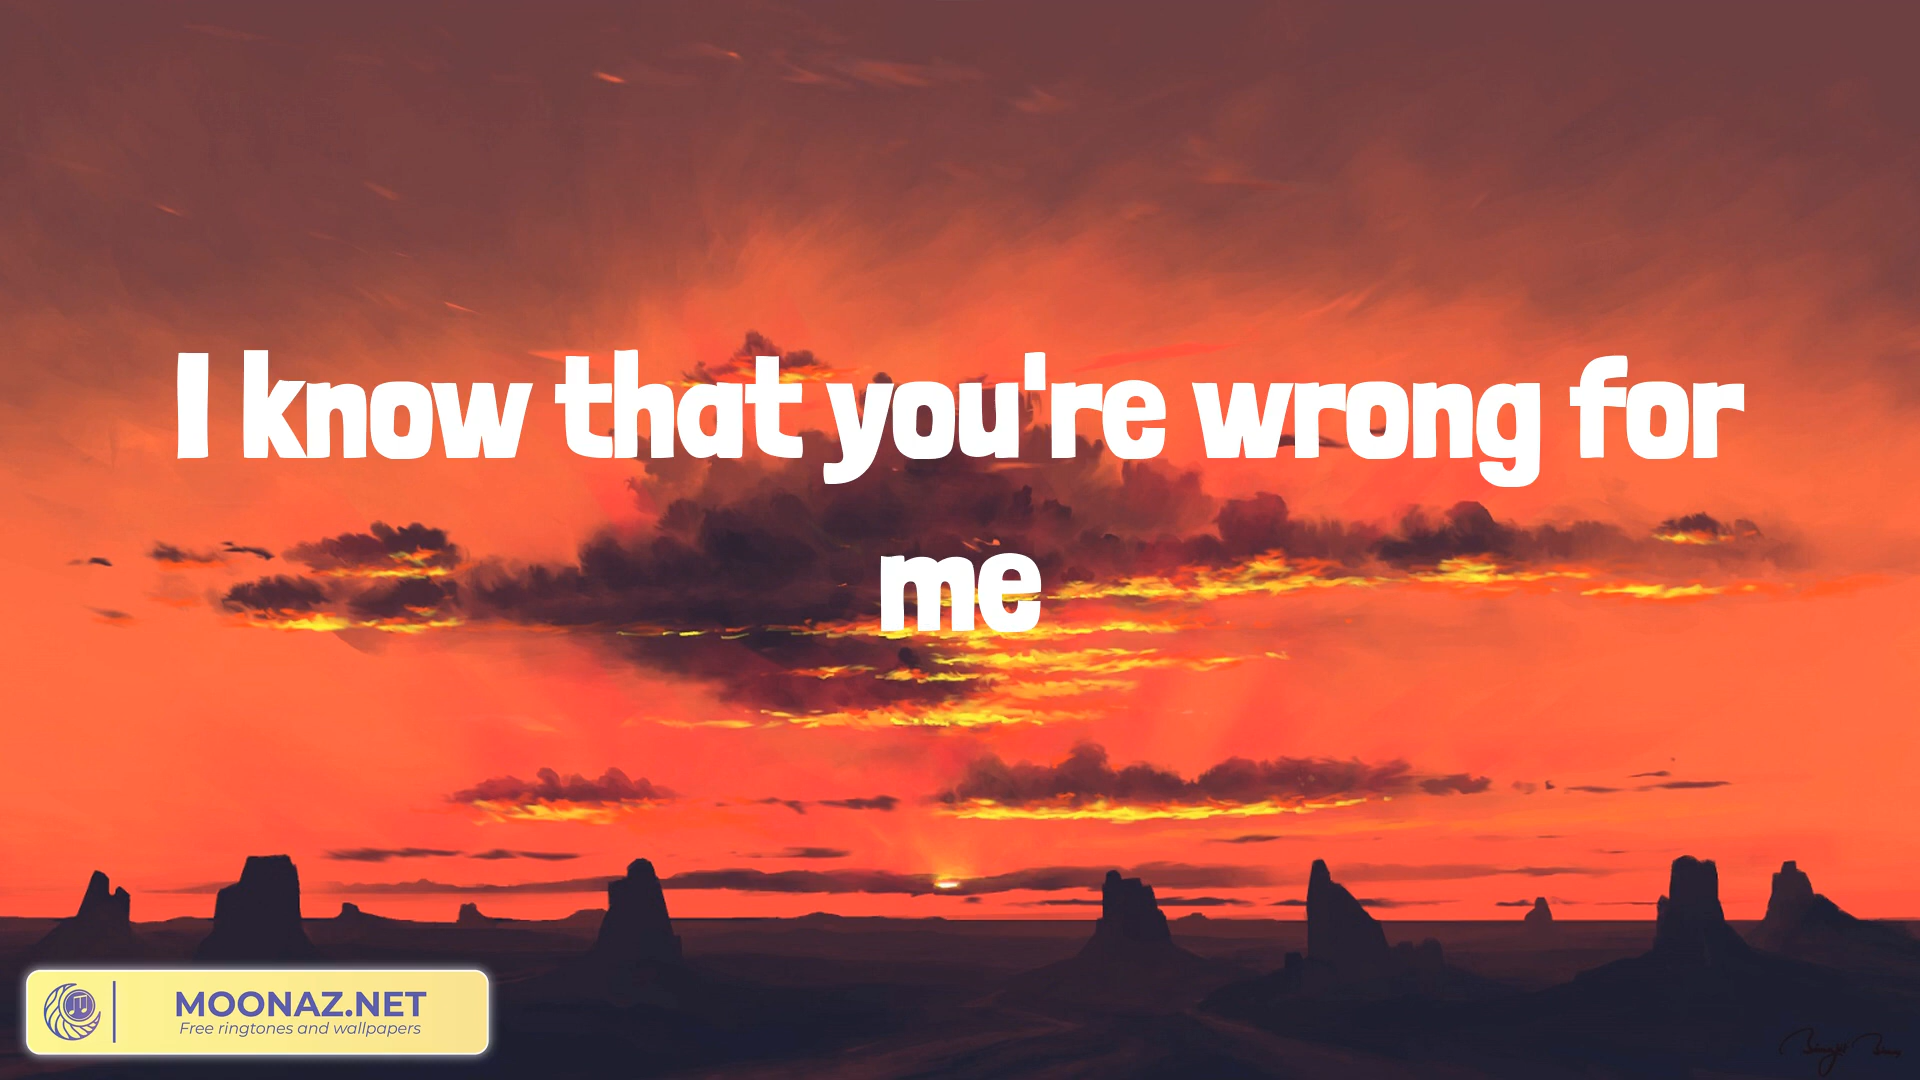 I know that you're wrong for
me
MOONAZ.NET
Free ringtones and wallpapers